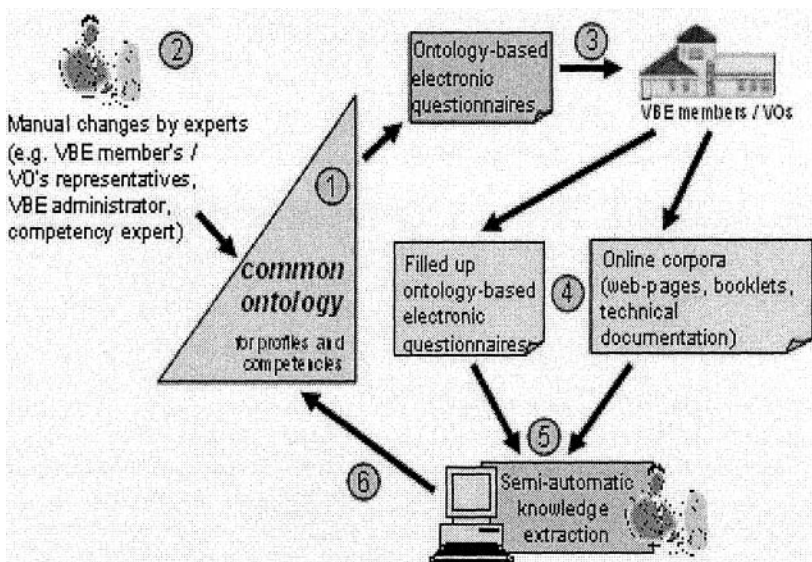 2
Manual changes by experts
(e.g. VBE member's /
VO's representatives,
VBE administrator,
competency expert)
1
common
ontology
for profiles and
competencies
Ontology-based
electronic
questionnaires
3
VBE members / VOs
Filled up
ontology-based
electronic
questionnaires
4
Online corpora
(web-pages, booklets,
technical
documentation)
5
Semi-automatic
knowledge
extraction
6